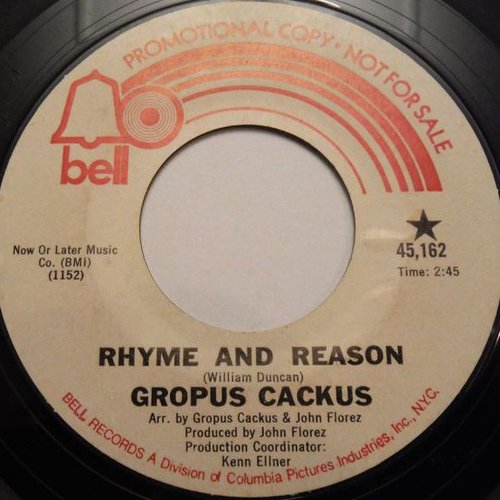 PROMOTIONAL COPY · NOT FOR SALE
bell
Now Or Later Music
Co. (BMI)
(1152)
45,162
Time: 2:45
RHYME AND REASON
(William Duncan)
GROPUS CACKUS
Arr. by Gropus Cackus & John Florez
Produced by John Florez
Production Coordinator:
Kenn Ellner
BELL RECORDS A Division of Columbia Pictures Industries, Inc., N.Y.C.